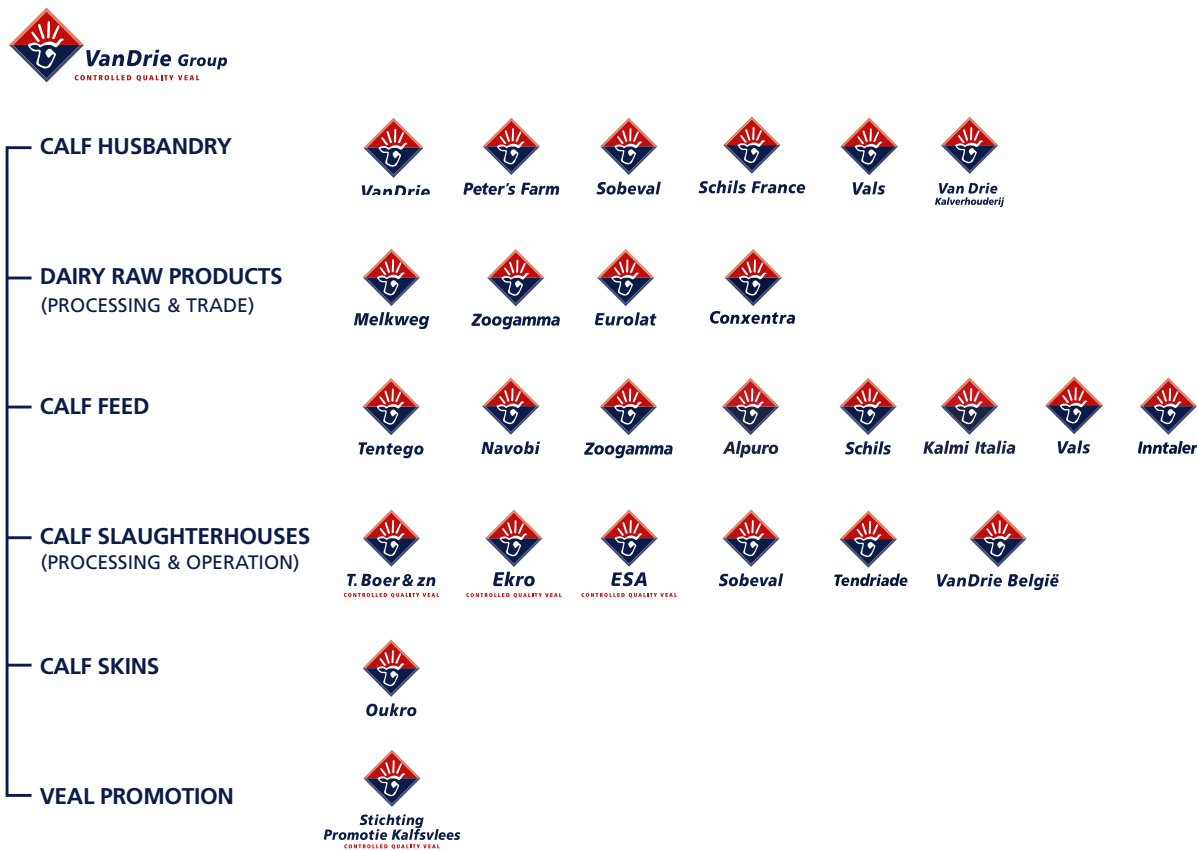 VanDrie Group
CONTROLLED QUALITY VEAL
CALF HUSBANDRY
VanDrie
Peter's Farm
Sobeval
Schils France
Vals
Van Drie
Kalverhouderij
DAIRY RAW PRODUCTS
(PROCESSING & TRADE)
Melkweg
Zoogamma
Eurolat
Conxentra
CALF FEED
Tentego
Navobi
Zoogamma
Alpuro
Schils
Kalmi Italia
Vals
Inntaler
CALF SLAUGHTERHOUSES
(PROCESSING & OPERATION)
T. Boer & zn
CONTROLLED QUALITY VEAL
Ekro
CONTROLLED QUALITY VEAL
ESA
CONTROLLED QUALITY VEAL
Sobeval
Tendriade
VanDrie België
CALF SKINS
Oukro
VEAL PROMOTION
Stichting
Promotie Kalfsvlees
CONTROLLED QUALITY VEAL